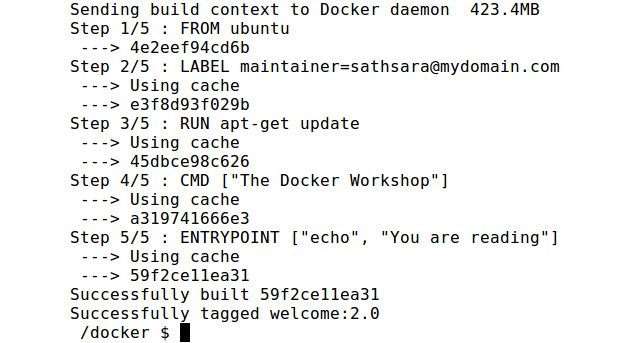 Sending build context to Docker daemon  423.4MB
Step 1/5 : FROM ubuntu
 ---> 4e2eef94cd6b
Step 2/5 : LABEL maintainer=sathsara@mydomain.com
 ---> Using cache
 ---> e3f8d93f029b
Step 3/5 : RUN apt-get update
 ---> Using cache
 ---> 45dbce98c626
Step 4/5 : CMD ["The Docker Workshop"]
 ---> Using cache
 ---> a319741666e3
Step 5/5 : ENTRYPOINT ["echo", "You are reading"]
 ---> Using cache
 ---> 59f2ce11ea31
Successfully built 59f2ce11ea31
Successfully tagged welcome:2.0
 /docker $